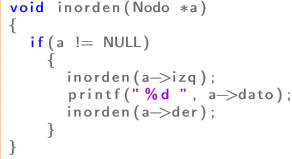 void inorden(Nodo *a)
{
if(a != NULL)
{
inorden(a->izq);
printf("%d ", a->dato);
inorden(a->der);
}
}